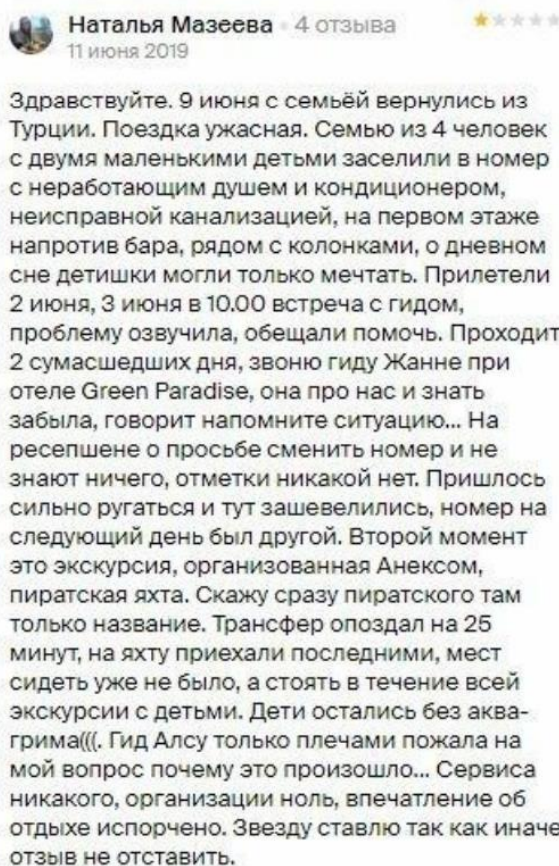 Наталья Мазеева 4 отзыва
11 июня 2019
Здравствуйте. 9 июня с семьёй вернулись из
Турции. Поездка ужасная. Семью из 4 человек
с двумя маленькими детьми заселили в номер
с неработающим душем и кондиционером,
неисправной канализацией, на первом этаже
напротив бара, рядом с колонками, о дневном
сне детишки могли только мечтать. Прилетели
2 июня, 3 июня в 10.00 встреча с гидом,
проблему озвучила, обещали помочь. Проходит
2 сумасшедших дня, звоню гиду Жанне при
отеле Green Paradise, она про нас и знать
забыла, говорит напомните ситуацию... На
ресепшене о просьбе сменить номер и не
знают ничего, отметки никакой нет. Пришлось
сильно ругаться и тут зашевелились, номер на
следующий день был другой. Второй момент
это экскурсия, организованная Анексом,
пиратская яхта. Скажу сразу пиратского там
только название. Трансфер опоздал на 25
минут, на яхту приехали последними, мест
сидеть уже не было, а стоять в течение всей
экскурсии с детьми. Дети остались без аква-
грима(((. Гид Алсу только плечами пожала на
мой вопрос почему это произошло... Сервиса
никакого, организации ноль, впечатление об
отдыхе испорчено. Звезду ставлю так как иначе
отзыв не отставить.